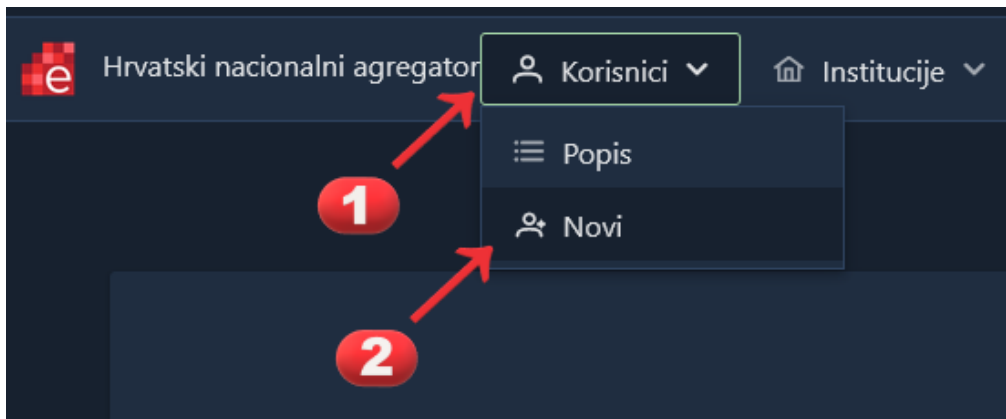 e Hrvatski nacionalni agregator Korisnici Institucije
Popis
1
Novi
2